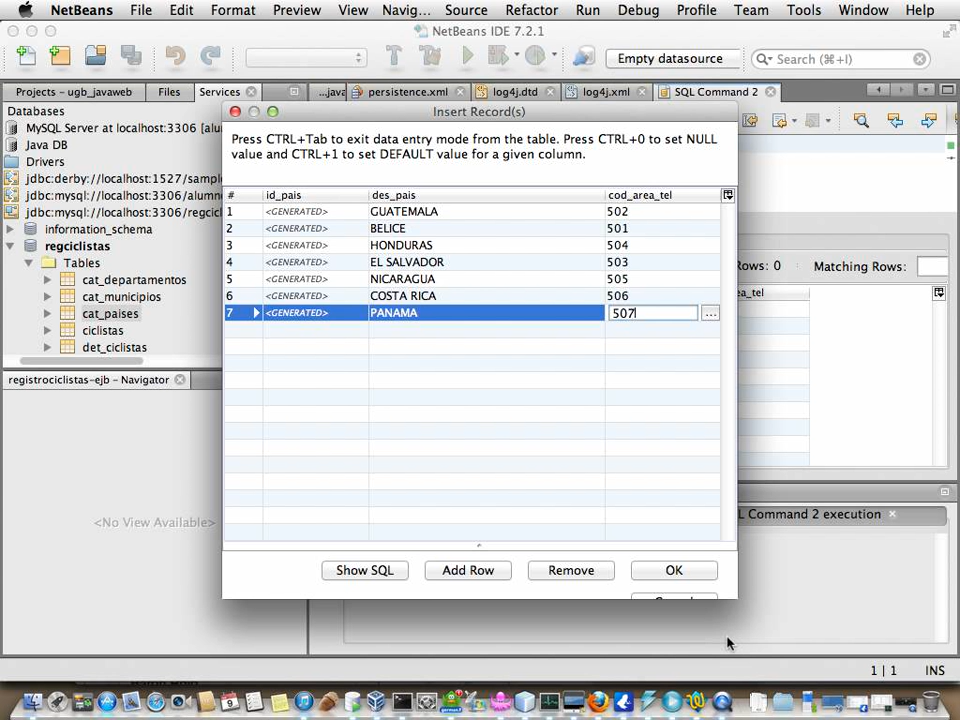 NetBeans File Edit Format Preview View Navig... Source Refactor Run Debug Profile Team Tools Window Help
NetBeans IDE 7.2.1
Empty datasource
Search (⌘+I)
Projects – ugb_javaweb Files Services
...java persistence.xml log4j.dtd log4j.xml SQL Command 2
Databases
MySQL Server at localhost:3306 [alu
Java DB
Drivers
jdbc:derby://localhost:1527/sampl
jdbc:mysql://localhost:3306/alumno
jdbc:mysql://localhost:3306/regcicl
information_schema
regciclistas
Tables
cat_departamentos
cat_municipios
cat_paises
ciclistas
det_ciclistas
registrociclistas-ejb – Navigator
<No View Available>
Insert Record(s)
Press CTRL+Tab to exit data entry mode from the table. Press CTRL+0 to set NULL
value and CTRL+1 to set DEFAULT value for a given column.
# id_pais des_pais cod_area_tel
1 <GENERATED> GUATEMALA 502
2 <GENERATED> BELICE 501
3 <GENERATED> HONDURAS 504
4 <GENERATED> EL SALVADOR 503
5 <GENERATED> NICARAGUA 505
6 <GENERATED> COSTA RICA 506
7 <GENERATED> PANAMA 507 ...
Show SQL Add Row Remove OK
Rows: 0 Matching Rows:
ea_tel
L Command 2 execution
1 | 1 INS